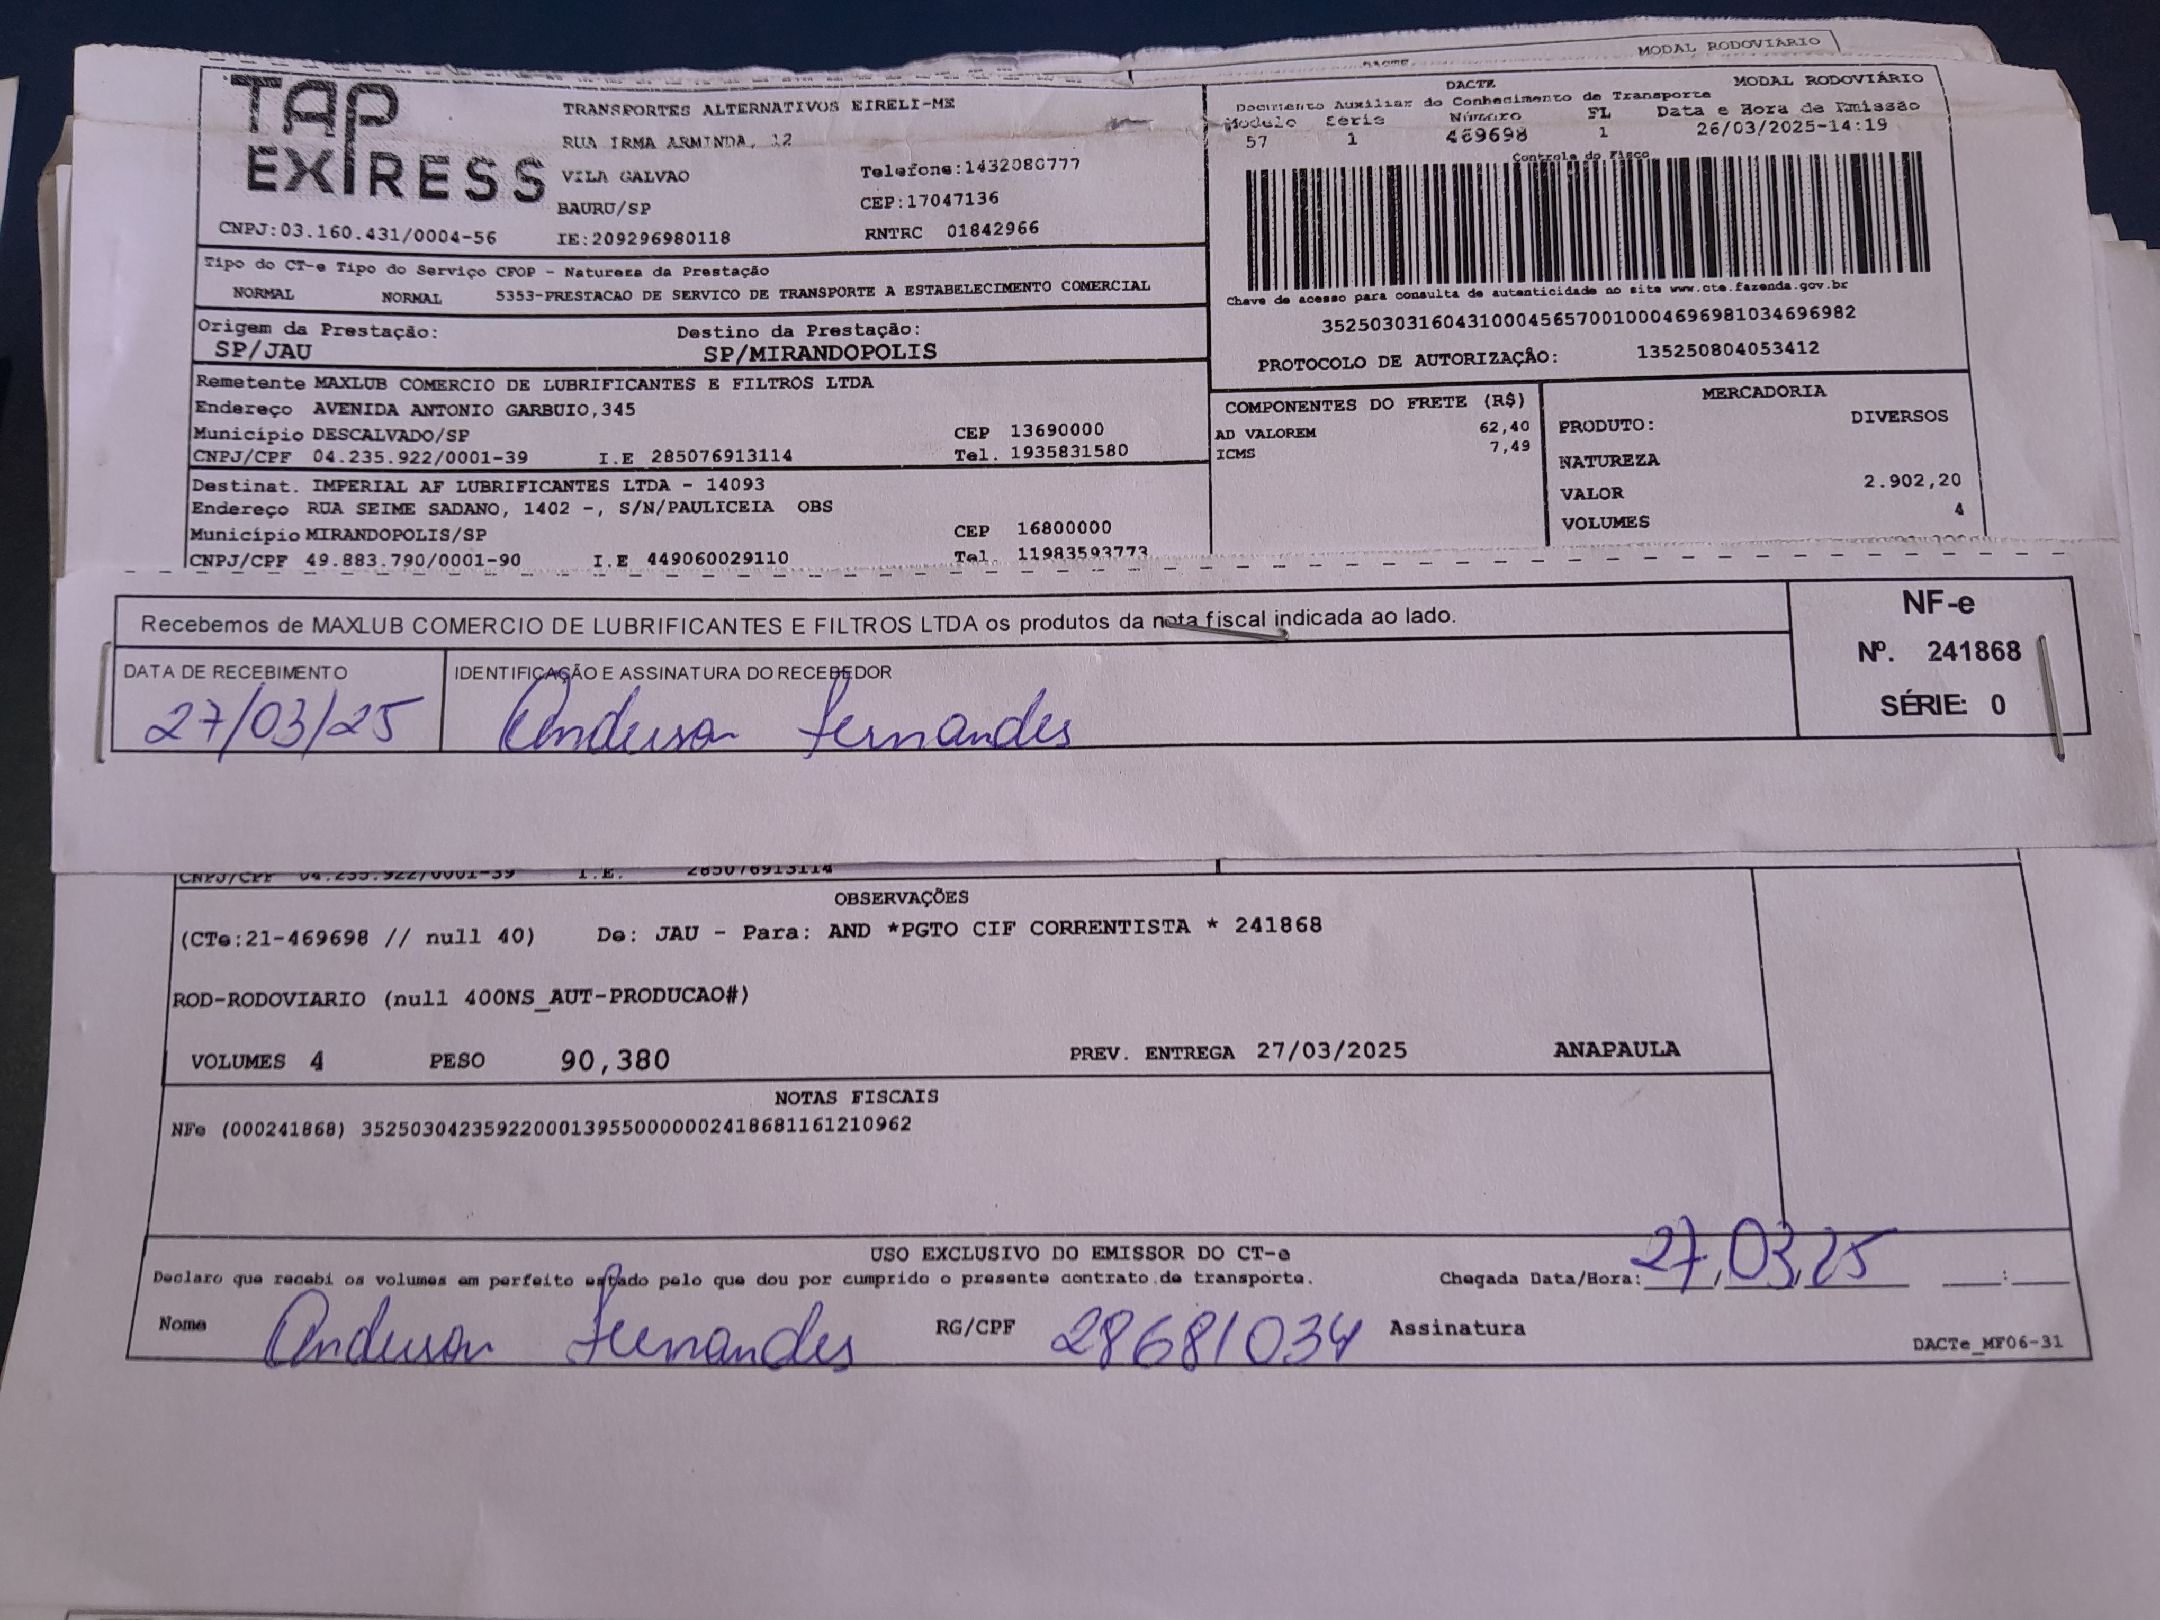 MODAL RODOVIÁRIO
DACTE
TAP EXPRESS
TRANSPORTES ALTERNATIVOS EIRELI-ME
RUA IRMA ARMINDA, 12
VILA GALVAO
Telefone:1432080777
BAURU/SP
CEP:17047136
CNPJ:03.160.431/0004-56
IE:209296980118
RNTRC 01842966
DACTE MODAL RODOVIÁRIO
Documento Auxiliar do Conhecimento de Transporte
Modelo Série Número FL Data e Hora de Emissão
57 1 469698 1 26/03/2025-14:19
Controle do Fisco
Chave de acesso para consulta de autenticidade no site www.cte.fazenda.gov.br
35250303160431000456570010004696981034696982
PROTOCOLO DE AUTORIZAÇÃO: 135250804053412
Tipo do CT-e Tipo do Serviço CFOP - Natureza da Prestação
NORMAL NORMAL 5353-PRESTACAO DE SERVICO DE TRANSPORTE A ESTABELECIMENTO COMERCIAL
Origem da Prestação: Destino da Prestação:
SP/JAU SP/MIRANDOPOLIS
Remetente MAXLUB COMERCIO DE LUBRIFICANTES E FILTROS LTDA
Endereço AVENIDA ANTONIO GARBUIO,345
Município DESCALVADO/SP CEP 13690000
CNPJ/CPF 04.235.922/0001-39 I.E 285076913114 Tel. 1935831580
Destinat. IMPERIAL AF LUBRIFICANTES LTDA - 14093
Endereço RUA SEIME SADANO, 1402 -, S/N/PAULICEIA OBS
Município MIRANDOPOLIS/SP CEP 16800000
CNPJ/CPF 49.883.790/0001-90 I.E 449060029110 Tel. 11983593773
COMPONENTES DO FRETE (R$)
AD VALOREM 62,40
ICMS 7,49
MERCADORIA
PRODUTO: DIVERSOS
NATUREZA
VALOR 2.902,20
VOLUMES 4
Recebemos de MAXLUB COMERCIO DE LUBRIFICANTES E FILTROS LTDA os produtos da nota fiscal indicada ao lado.
DATA DE RECEBIMENTO
27/03/25
IDENTIFICAÇÃO E ASSINATURA DO RECEBEDOR
Anderson Fernandes
NF-e
Nº. 241868
SÉRIE: 0
CNPJ/CPF 04.235.922/0001-39 I.E. 285076913114
OBSERVAÇÕES
(CTe:21-469698 // null 40) De: JAU - Para: AND *PGTO CIF CORRENTISTA * 241868
ROD-RODOVIARIO (null 400NS_AUT-PRODUCAO#)
VOLUMES 4 PESO 90,380 PREV. ENTREGA 27/03/2025 ANAPAULA
NOTAS FISCAIS
NFe (000241868) 35250304235922000139550000002418681161210962
USO EXCLUSIVO DO EMISSOR DO CT-e
Declaro que recebi os volumes em perfeito estado pelo que dou por cumprido o presente contrato.de transporte. Chegada Data/Hora: 27/03/25 __:__
Nome Anderson Fernandes RG/CPF 28681034 Assinatura
DACTe_MF06-31